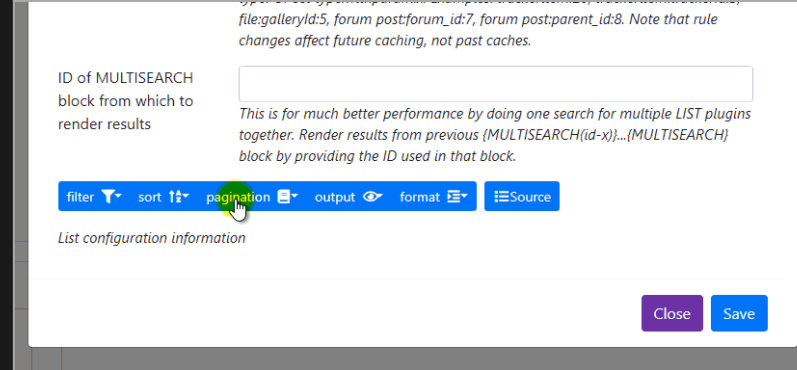 file:galleryId:5, forum post:forum_id:7, forum post:parent_id:8. Note that rule
changes affect future caching, not past caches.
ID of MULTISEARCH
block from which to
render results
This is for much better performance by doing one search for multiple LIST plugins
together. Render results from previous {MULTISEARCH(id-x)}...{MULTISEARCH}
block by providing the ID used in that block.
filter sort pagination output format Source
List configuration information
Close Save